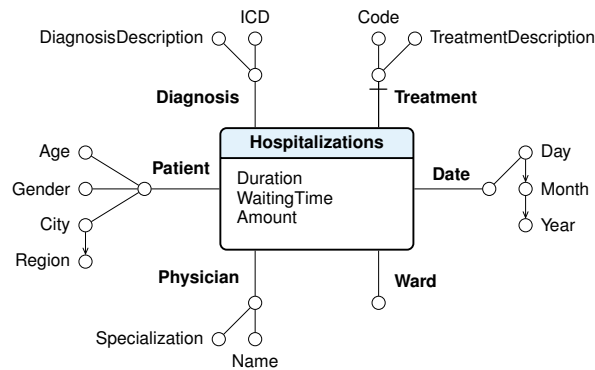 ICD
Code
DiagnosisDescription
TreatmentDescription
Diagnosis
Treatment
Hospitalizations
Age
Patient
Duration
WaitingTime
Amount
Date
Day
Gender
Month
City
Year
Region
Physician
Ward
Specialization
Name